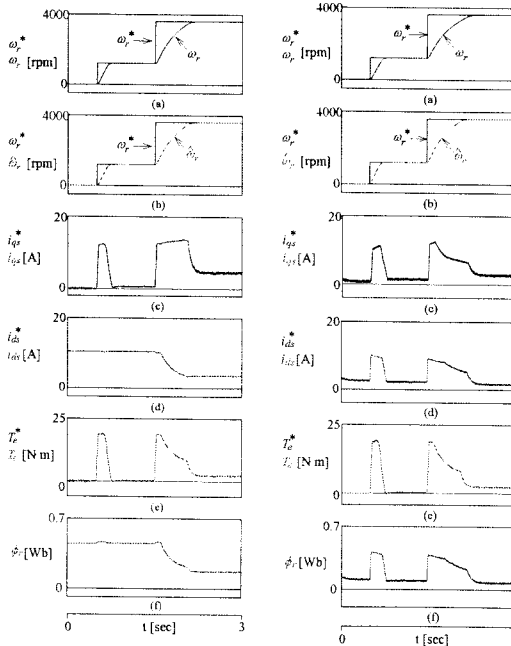 4000
ω_r*
ω_r [rpm]
0
ω_r*
ω_r
(a)
4000
ω_r*
ω̂_r [rpm]
0
ω_r*
ω̂_r
(b)
20
i_qs*
i_qs [A]
0
(c)
20
i_ds*
i_ds [A]
0
(d)
25
T_e*
T_e [N·m]
0
(e)
0.7
φ̂_r [Wb]
0
(f)
0
3
t [sec]
4000
ω_r*
ω_r [rpm]
0
ω_r*
ω_r
(a)
4000
ω_r*
ω̂_r [rpm]
0
ω_r*
ω̂_r
(b)
20
i_qs*
i_qs [A]
0
(c)
20
i_ds*
i_ds [A]
0
(d)
25
T_e*
T_e [N·m]
0
(e)
0.7
φ̂_r [Wb]
0
(f)
0
t [sec]